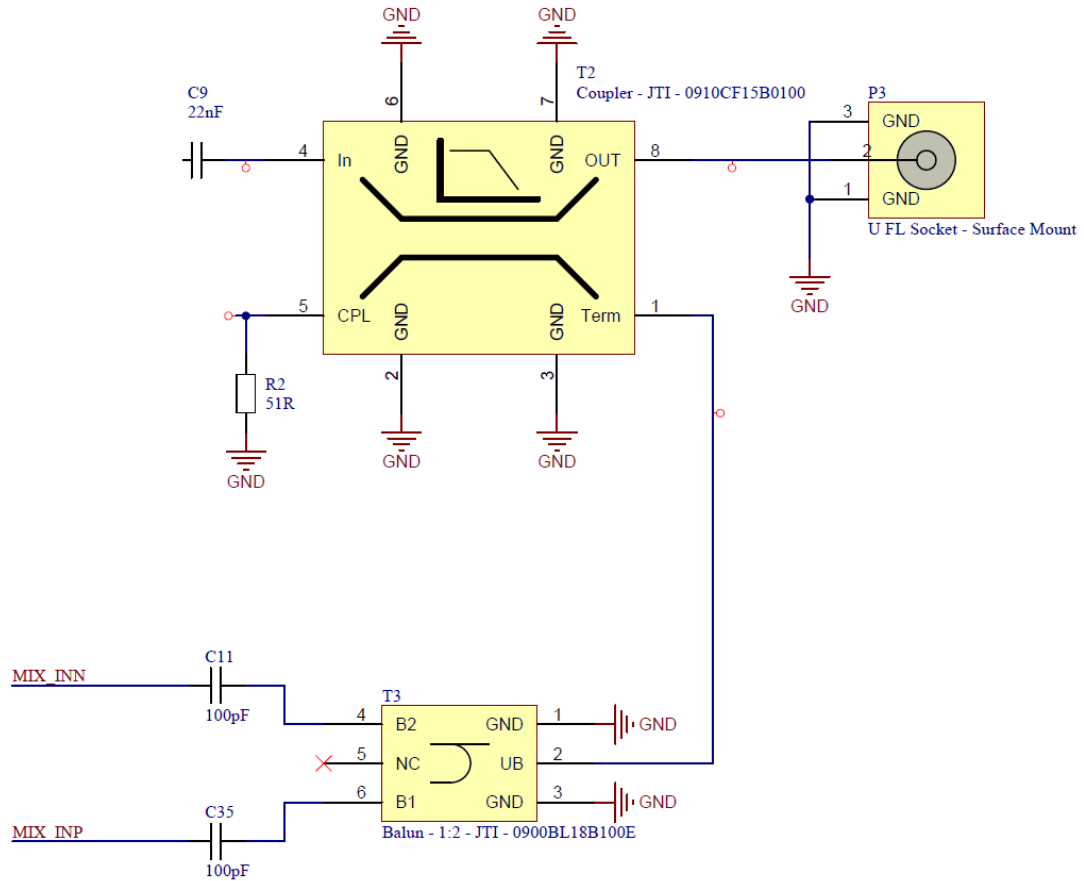 GND
GND
T2
Coupler - JTI - 0910CF15B0100
C9
22nF
6
7
P3
3
GND
4
In
GND
GND
OUT
8
2
1
GND
U FL Socket - Surface Mount
GND
5
CPL
GND
GND
Term
1
R2
51R
2
3
GND
GND
GND
MIX_INN
C11
100pF
T3
4
B2
GND
1
GND
5
NC
UB
2
6
B1
GND
3
GND
MIX_INP
C35
100pF
Balun - 1:2 - JTI - 0900BL18B100E